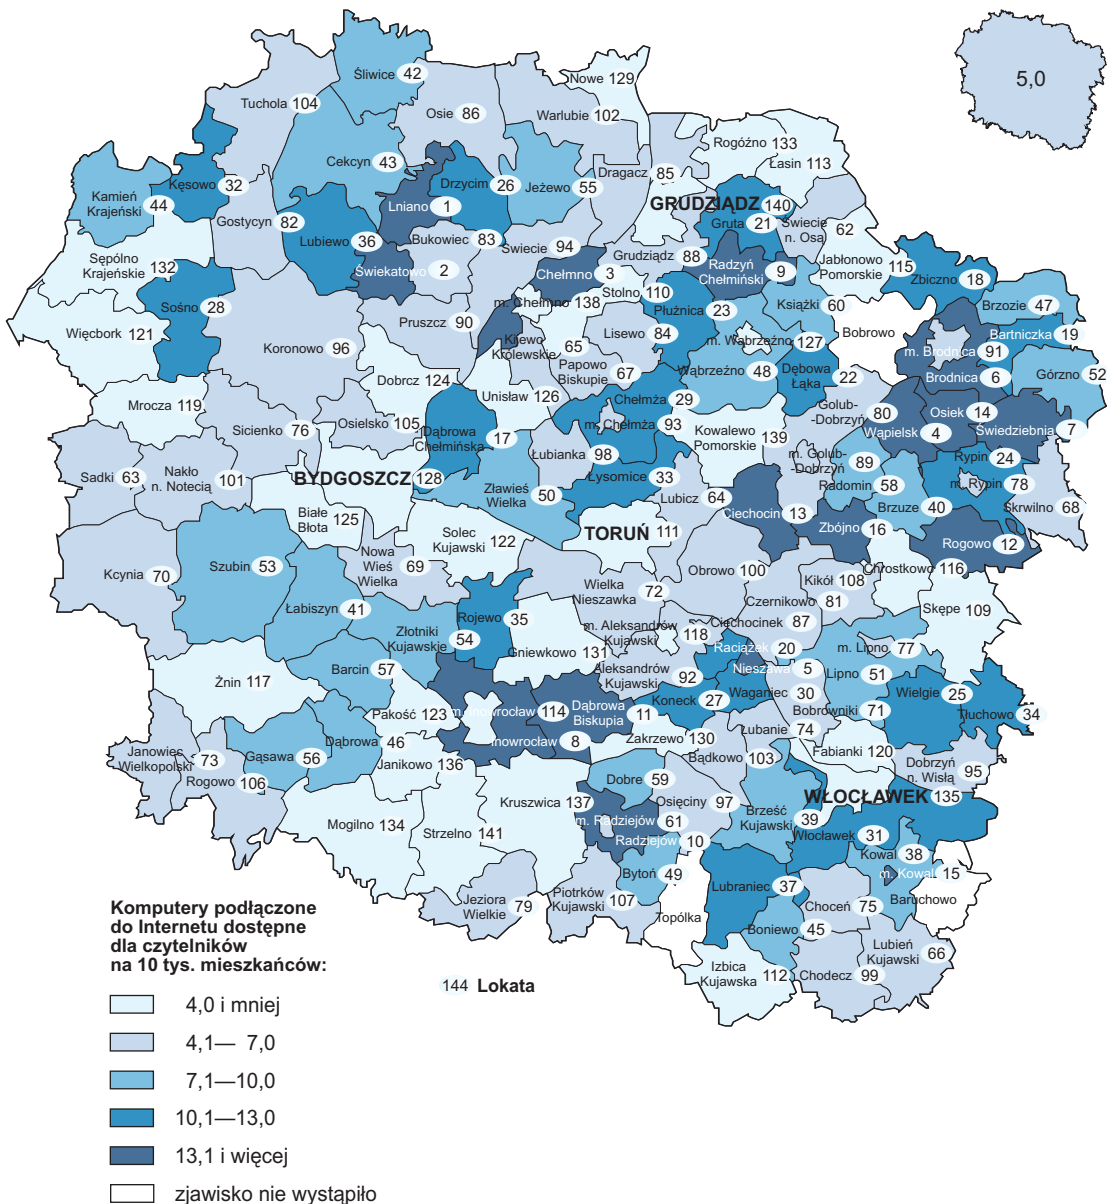 5,0
Nowe 129
Śliwice 42
Tuchola 104
Osie 86
Warlubie 102
Rogóźno 133
Łasin 113
Cekcyn 43
Dragacz 85
Kamień
Krajeński 44
Kęsowo 32
Drzycim 26
Jeżewo 55
GRUDZIĄDZ 140
Lniano 1
Gostycyn 82
Gruta 21
Świecie
n. Osą 62
Lubiewo 36
Bukowiec 83
Świecie 94
Grudziądz 88
Sępólno
Krajeńskie 132
Świekatowo 2
Chełmno 3
Radzyń
Chełmiński 9
Jabłonowo
Pomorskie 115
Zbiczno 18
Stolno 110
m. Chełmno 138
Książki 60
Brzozie 47
Sośno 28
Płużnica 23
Więcbork 121
Pruszcz 90
Lisewo 84
Bobrowo
Bartniczka 19
Kijewo
Królewskie 65
m. Wąbrzeźno 127
m. Brodnica 91
Koronowo 96
Papowo
Biskupie 67
Wąbrzeźno 48
Dębowa
Łąka 22
Brodnica 6
Górzno 52
Dobrcz 124
Unisław 126
Chełmża 29
Mrocza 119
Golub-
-Dobrzyń 80
Osiek 14
Sicienko 76
Osielsko 105
m. Chełmża 93
Kowalewo
Pomorskie 139
Wąpielsk 4
Świedziebnia 7
Dąbrowa
Chełmińska 17
Łubianka 98
m. Golub-
-Dobrzyń 89
Rypin 24
Sadki 63
Nakło
n. Notecią 101
BYDGOSZCZ 128
Łysomice 33
Radomin 58
m. Rypin 78
Zławieś
Wielka 50
Lubicz 64
Ciechocin 13
Brzuze 40
Skrwilno 68
Białe
Błota 125
Zbójno 16
Solec
Kujawski 122
TORUŃ 111
Rogowo 12
Nowa
Wieś
Wielka 69
Chrostkowo 116
Kcynia 70
Szubin 53
Obrowo 100
Kikół 108
Wielka
Nieszawka 72
Czernikowo 81
Skępe 109
Łabiszyn 41
Rojewo 35
Ciechocinek 87
Złotniki
Kujawskie 54
m. Aleksandrów
Kujawski 118
Raciążek 20
m. Lipno 77
Gniewkowo 131
Nieszawa 5
Barcin 57
Aleksandrów
Kujawski 92
Lipno 51
Żnin 117
Waganiec 30
Wielgie 25
Koneck 27
Bobrowniki 71
Tłuchowo 34
Pakość 123
m. Inowrocław 114
Dąbrowa
Biskupia 11
Lubanie 74
Zakrzewo 130
Dąbrowa 46
Inowrocław 8
Fabianki 120
Janowiec
Wielkopolski 73
Gąsawa 56
Bądkowo 103
Dobrzyń
n. Wisłą 95
Janikowo 136
Rogowo 106
Dobre 59
WŁOCŁAWEK 135
Kruszwica 137
Osięciny 97
Brześć
Kujawski 39
m. Radziejów 61
Mogilno 134
Strzelno 141
Włocławek 31
Radziejów 10
Kowal 38
Bytoń 49
m. Kowal 15
Lubraniec 37
Baruchowo
Jeziora
Wielkie 79
Piotrków
Kujawski 107
Topólka
Choceń 75
Boniewo 45
Lubień
Kujawski 66
Izbica
Kujawska 112
Chodecz 99
Komputery podłączone
do Internetu dostępne
dla czytelników
na 10 tys. mieszkańców:
144 Lokata
4,0 i mniej
4,1— 7,0
7,1—10,0
10,1—13,0
13,1 i więcej
zjawisko nie wystąpiło